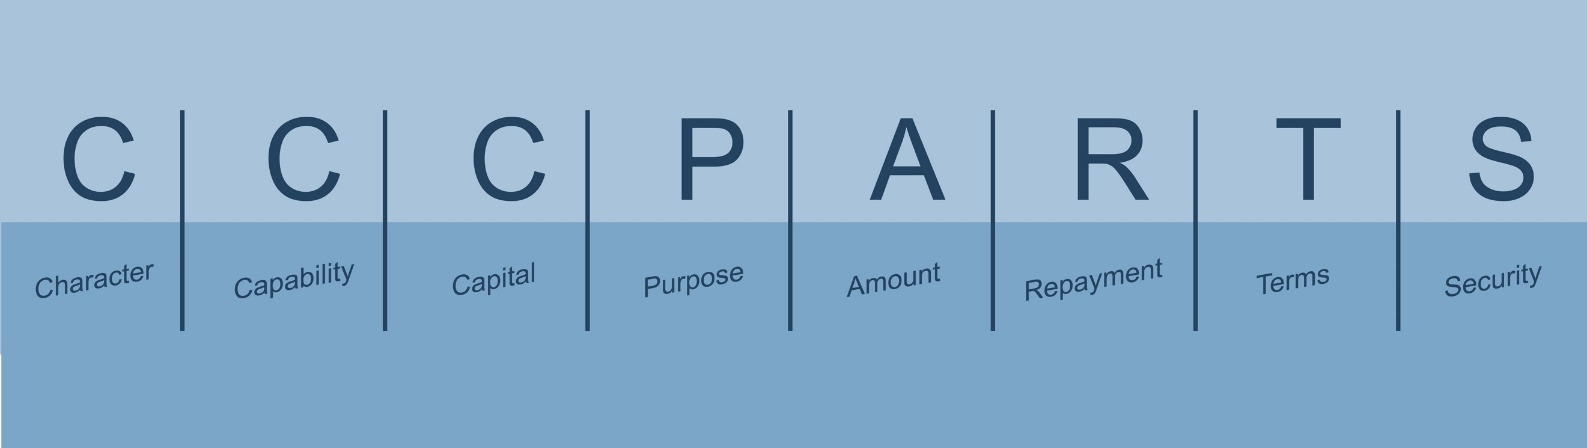 C C C P A R T S
Character Capability Capital Purpose Amount Repayment Terms Security